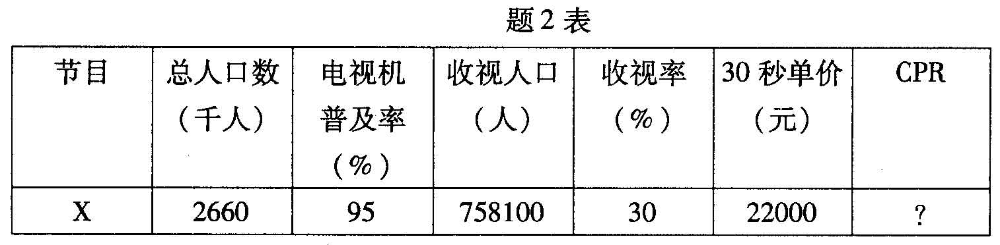 题2 表
节目 总人口数 电视机 收视人口 收视率 30秒单价 CPR
(千人) 普及率 (人) (%) (元)
(%)
X 2660 95 758100 30 22000 ?